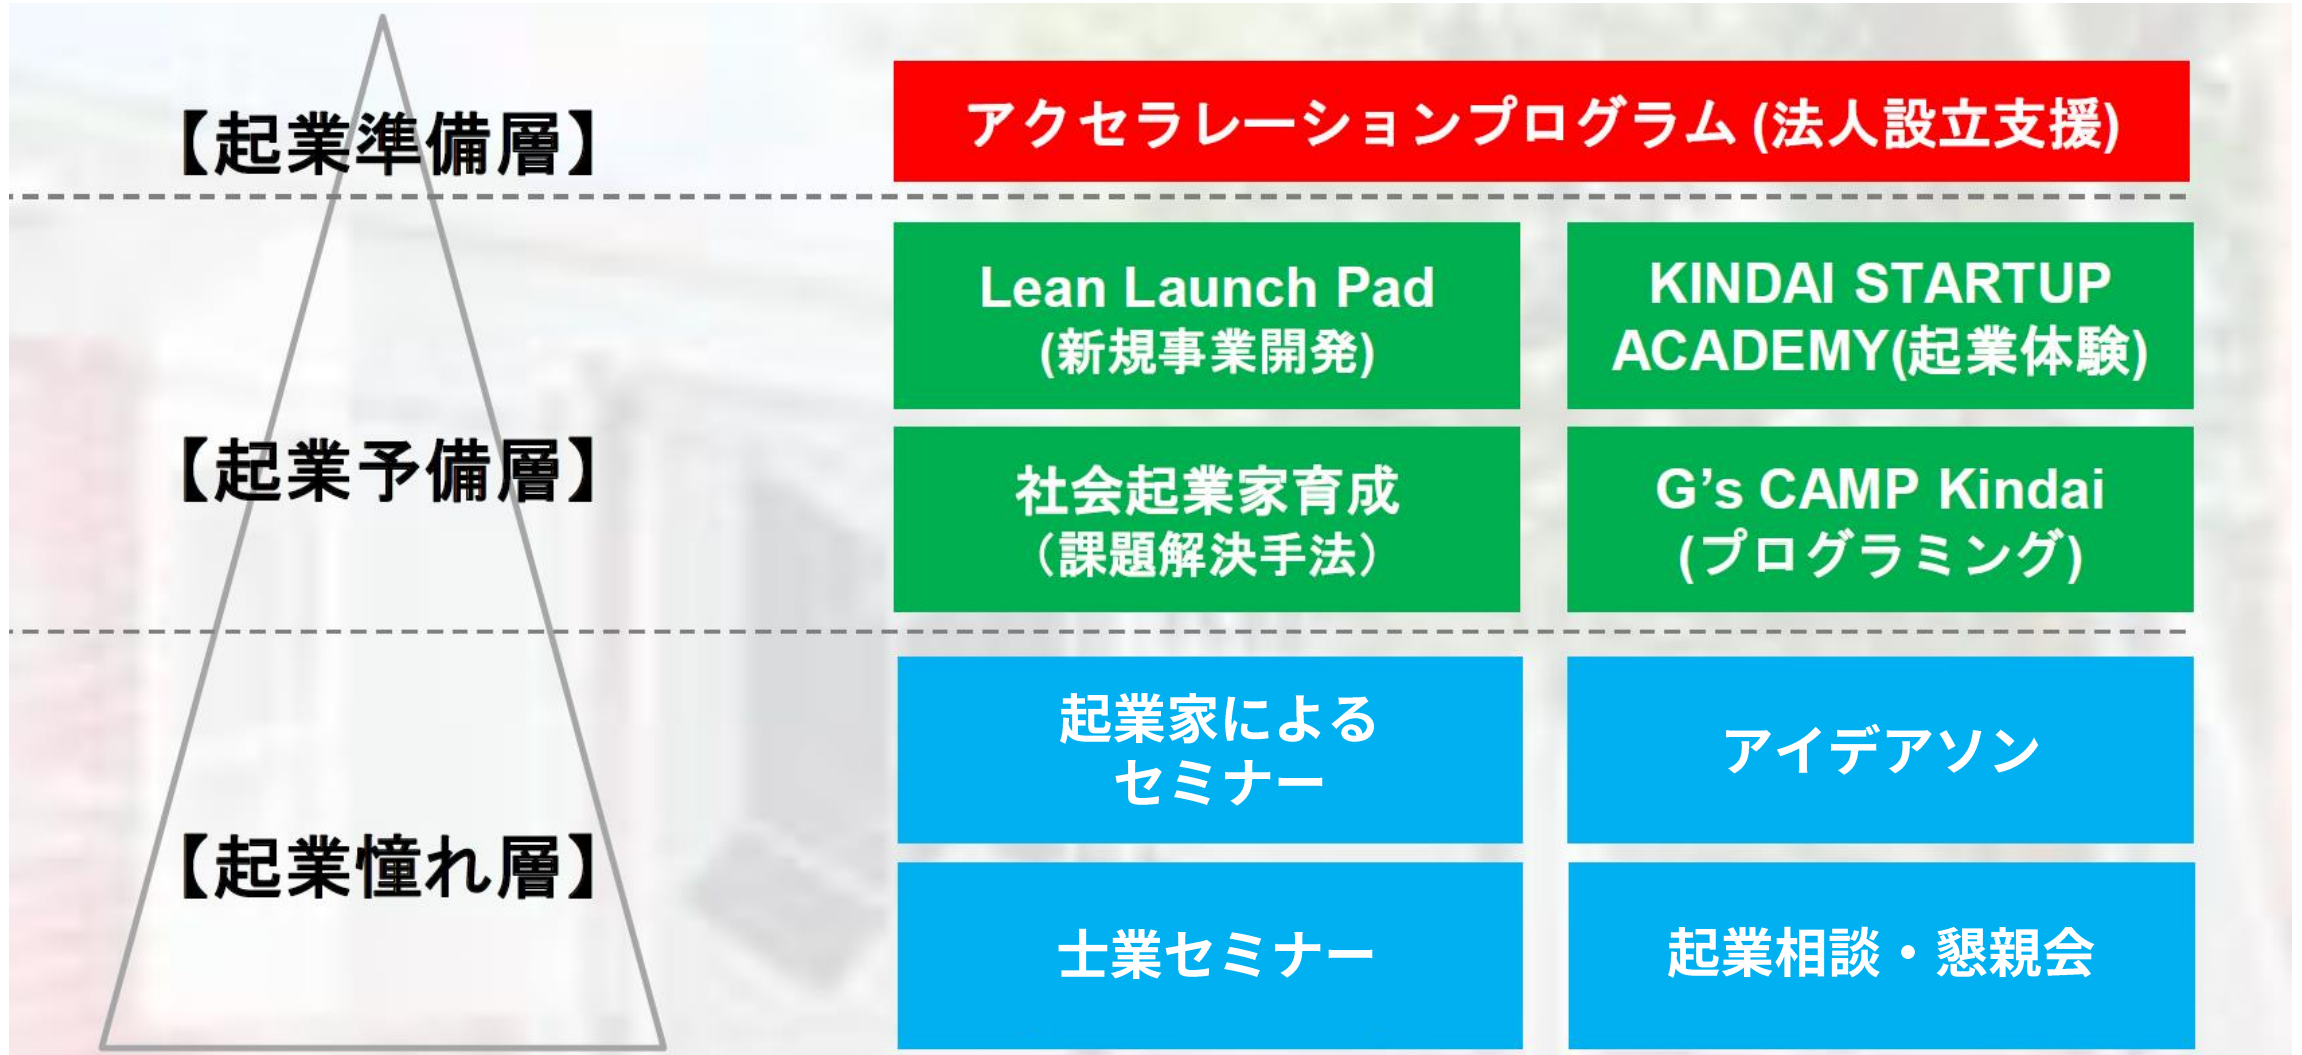 【起業準備層】
アクセラレーションプログラム (法人設立支援)
Lean Launch Pad
(新規事業開発)
KINDAI STARTUP
ACADEMY(起業体験)
【起業予備層】
社会起業家育成
（課題解決手法）
G’s CAMP Kindai
(プログラミング)
起業家による
セミナー
アイデアソン
【起業憧れ層】
士業セミナー
起業相談・懇親会